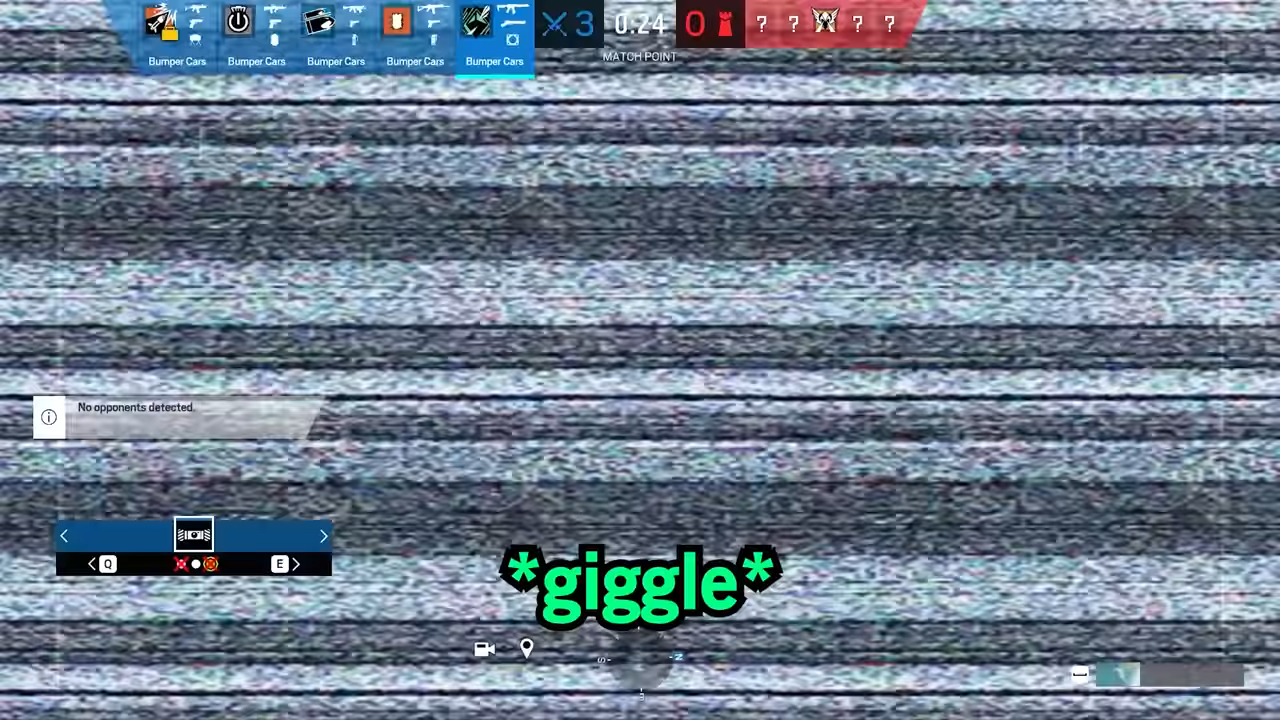 3 0:24 0 ? ? ? ?
Bumper Cars Bumper Cars Bumper Cars Bumper Cars Bumper Cars
MATCH POINT
No opponents detected.
Q E
*giggle*
S N